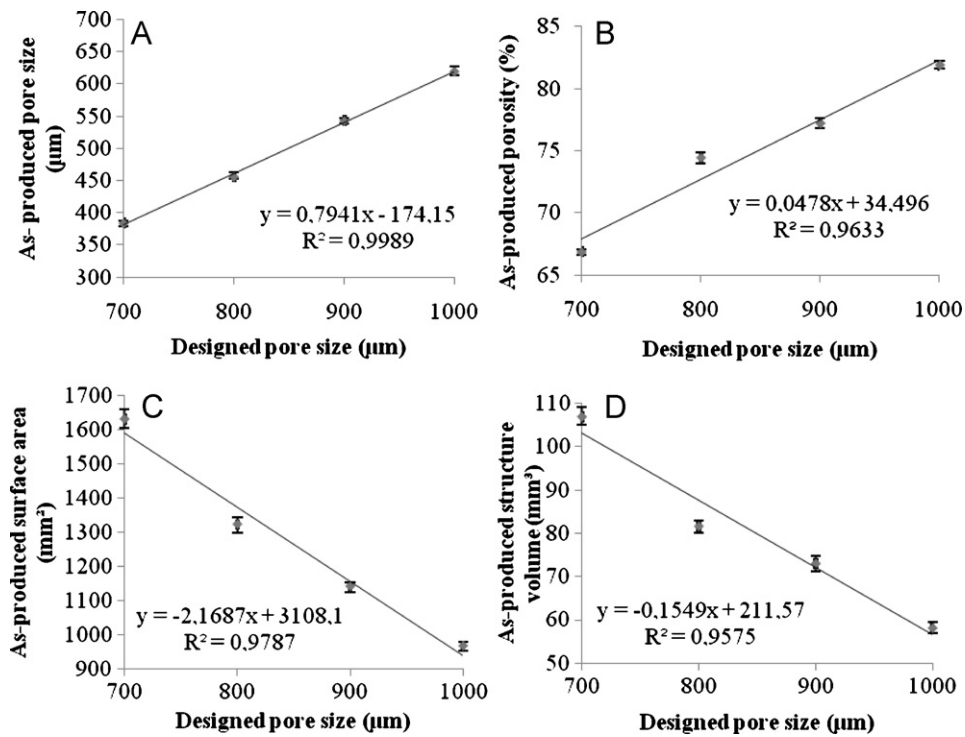 A
As- produced pore size
(µm)
700
650
600
550
500
450
400
350
300
y = 0,7941x - 174,15
R² = 0,9989
700
800
900
1000
Designed pore size (µm)
B
As-produced porosity (%)
80
75
70
65
y = 0,0478x + 34,496
R² = 0,9633
700
800
900
1000
Designed pore size (µm)
C
As-produced surface area
(mm²)
1700
1600
1500
1400
1300
1200
1100
1000
900
y = -2,1687x + 3108,1
R² = 0,9787
700
800
900
1000
Designed pore size (µm)
D
As-produced structure
volume (mm³)
110
100
90
80
70
60
50
y = -0,1549x + 211,57
R² = 0,9575
700
800
900
1000
Designed pore size (µm)